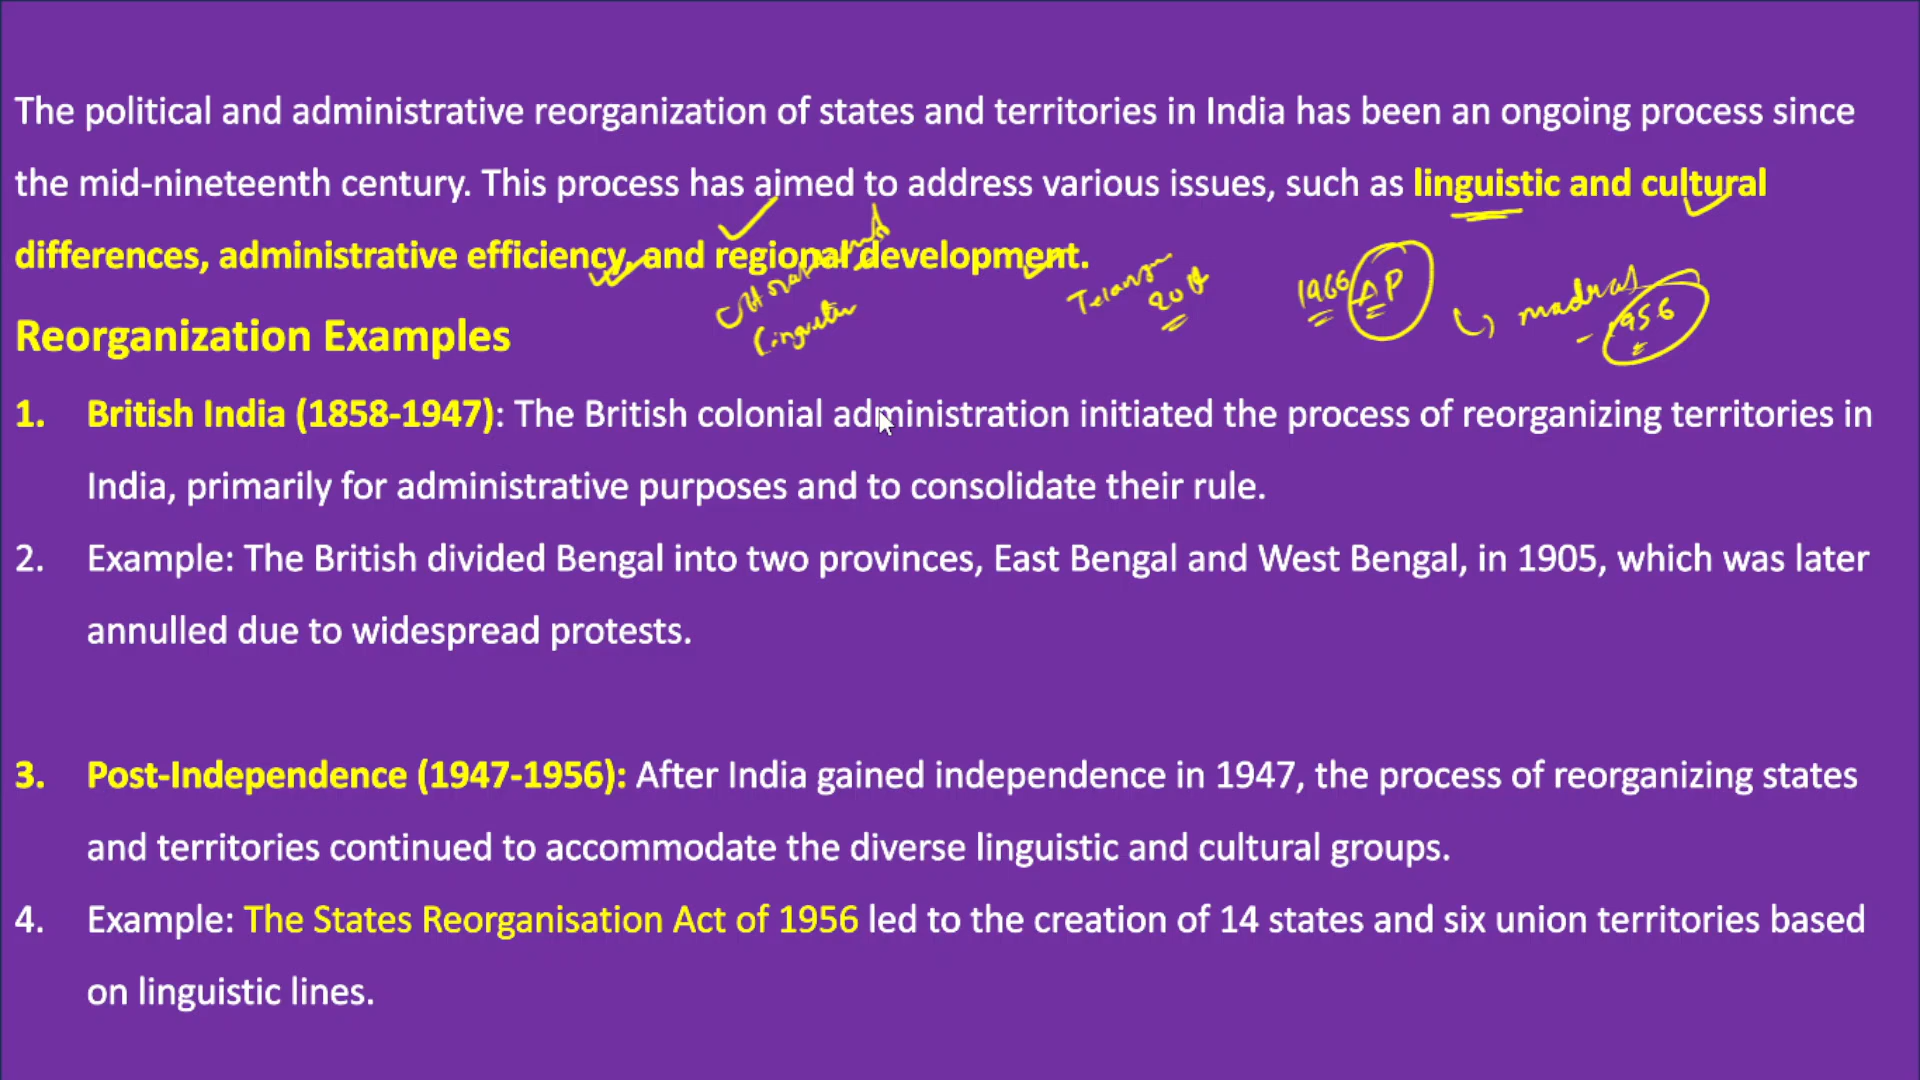 The political and administrative reorganization of states and territories in India has been an ongoing process since
the mid-nineteenth century. This process has aimed to address various issues, such as linguistic and cultural
differences, administrative efficiency, and regional development.
1966 AP
madras
1956
Reorganization Examples
1. British India (1858-1947): The British colonial administration initiated the process of reorganizing territories in
India, primarily for administrative purposes and to consolidate their rule.
2. Example: The British divided Bengal into two provinces, East Bengal and West Bengal, in 1905, which was later
annulled due to widespread protests.
3. Post-Independence (1947-1956): After India gained independence in 1947, the process of reorganizing states
and territories continued to accommodate the diverse linguistic and cultural groups.
4. Example: The States Reorganisation Act of 1956 led to the creation of 14 states and six union territories based
on linguistic lines.